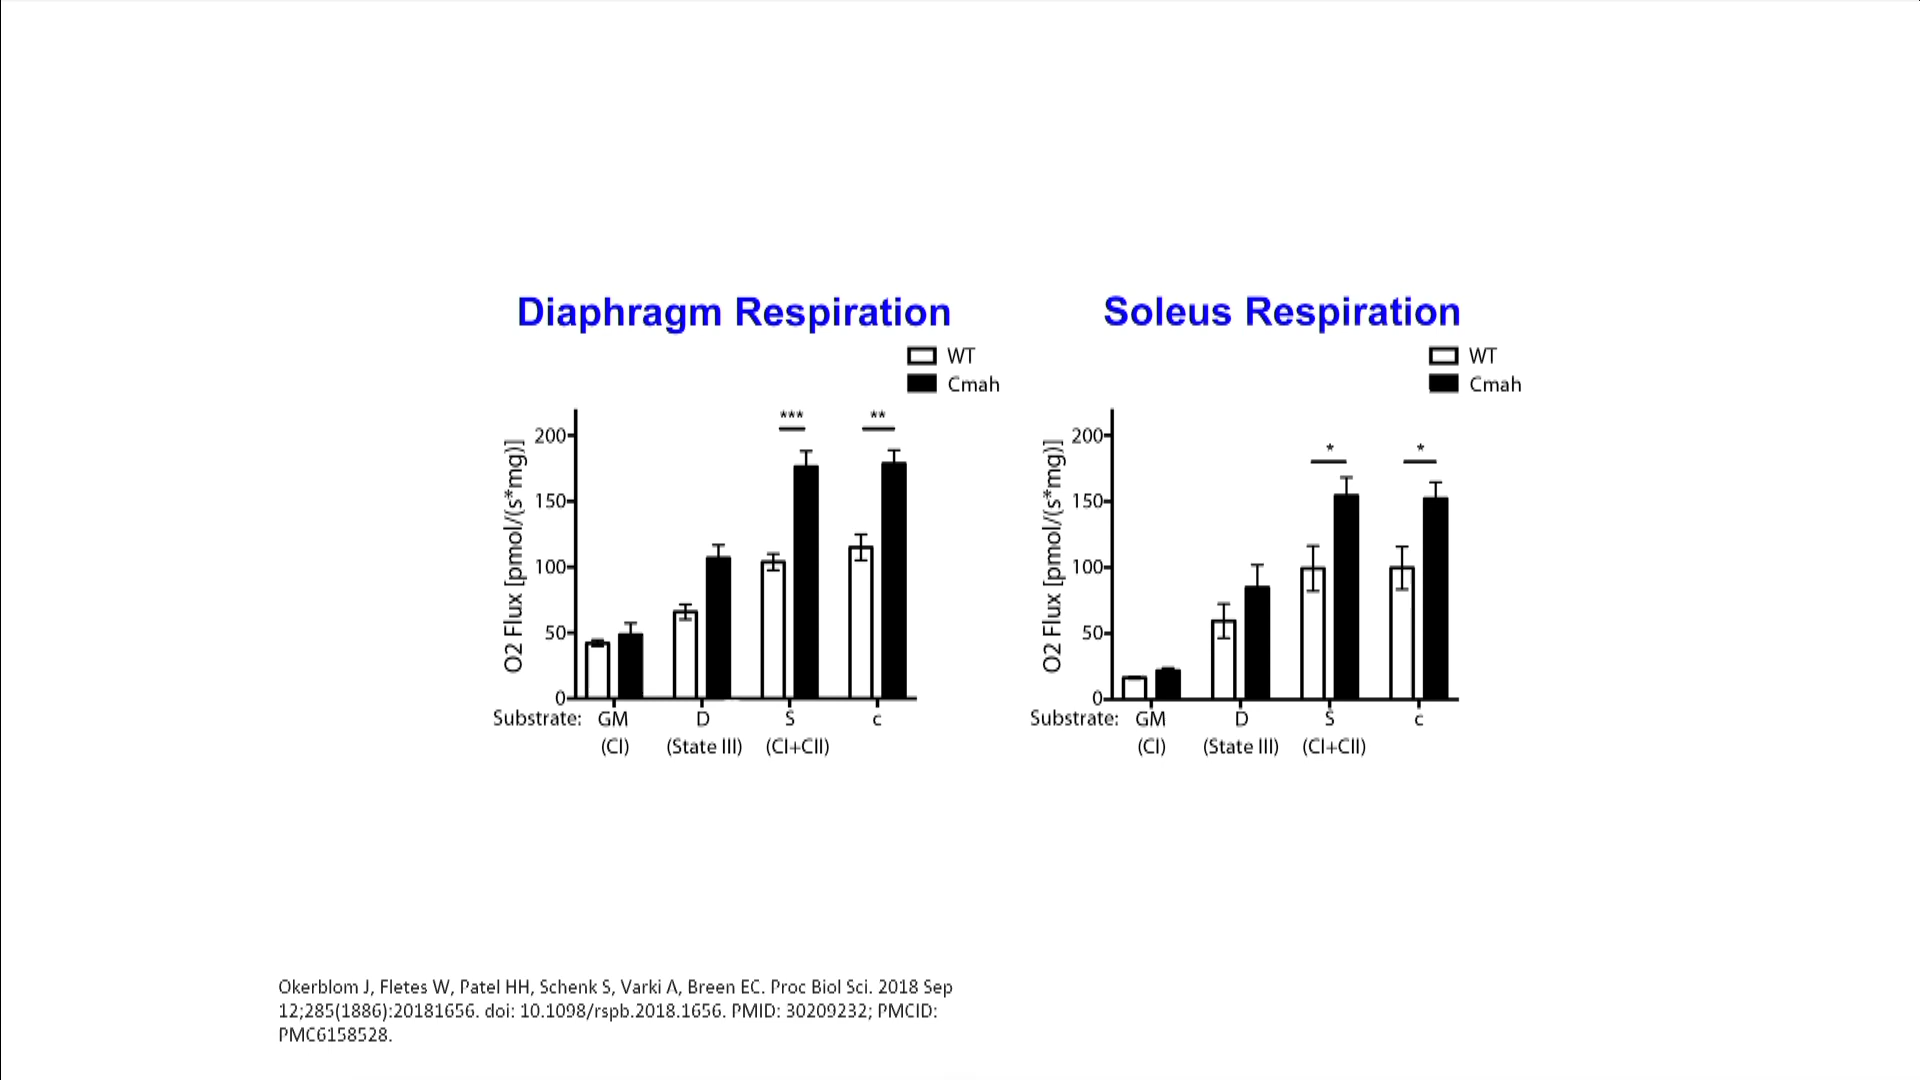 Diaphragm Respiration
WT
Cmah
***
**
200
150
100
50
0
O2 Flux [pmol/(s*mg)]
Substrate: GM D S c
(CI) (State III) (CI+CII)
Soleus Respiration
WT
Cmah
*
*
200
150
100
50
0
O2 Flux [pmol/(s*mg)]
Substrate: GM D S c
(CI) (State III) (CI+CII)
Okerblom J, Fletes W, Patel HH, Schenk S, Varki A, Breen EC. Proc Biol Sci. 2018 Sep
12;285(1886):20181656. doi: 10.1098/rspb.2018.1656. PMID: 30209232; PMCID:
PMC6158528.